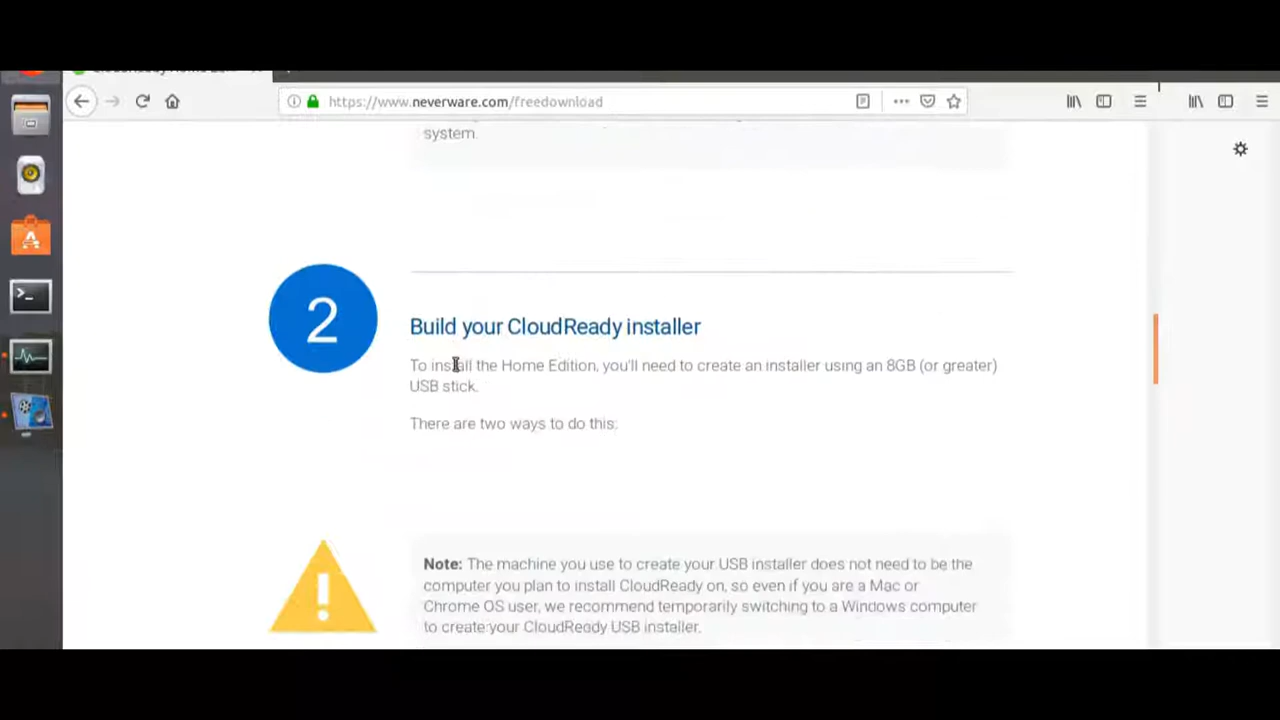 https://www.neverware.com/freedownload
system.
2
Build your CloudReady installer
To install the Home Edition, you'll need to create an installer using an 8GB (or greater)
USB stick.
There are two ways to do this:
Note: The machine you use to create your USB installer does not need to be the
computer you plan to install CloudReady on, so even if you are a Mac or
Chrome OS user, we recommend temporarily switching to a Windows computer
to create your CloudReady USB installer.